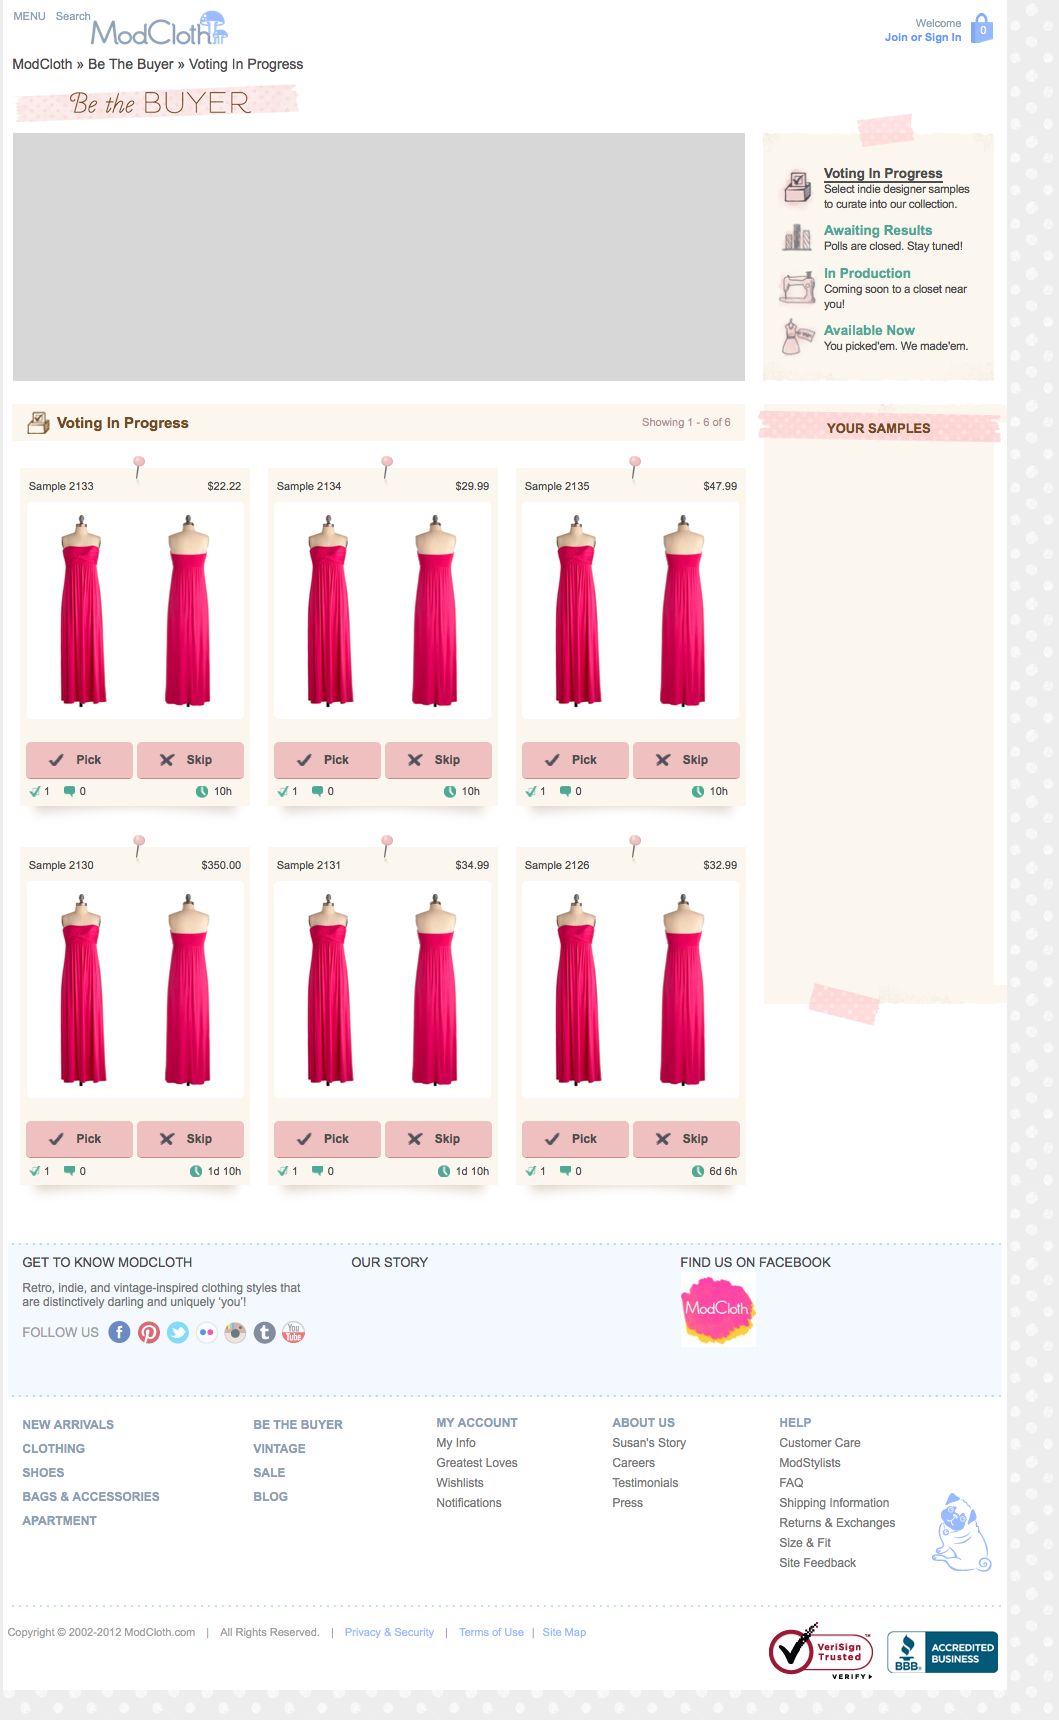 MENU Search
ModCloth
Welcome
Join or Sign In
0
ModCloth » Be The Buyer » Voting In Progress
Be the BUYER
Voting In Progress
Select indie designer samples
to curate into our collection.
Awaiting Results
Polls are closed. Stay tuned!
In Production
Coming soon to a closet near
you!
Available Now
You picked'em. We made'em.
Voting In Progress
Showing 1 - 6 of 6
YOUR SAMPLES
Sample 2133 $22.22
Pick Skip
1 0 10h
Sample 2134 $29.99
Pick Skip
1 0 10h
Sample 2135 $47.99
Pick Skip
1 0 10h
Sample 2130 $350.00
Pick Skip
1 0 1d 10h
Sample 2131 $34.99
Pick Skip
1 0 1d 10h
Sample 2126 $32.99
Pick Skip
1 0 6d 6h
GET TO KNOW MODCLOTH
Retro, indie, and vintage-inspired clothing styles that
are distinctively darling and uniquely ‘you’!
FOLLOW US
f
t
You
Tube
OUR STORY
FIND US ON FACEBOOK
ModCloth
NEW ARRIVALS
CLOTHING
SHOES
BAGS & ACCESSORIES
APARTMENT
BE THE BUYER
VINTAGE
SALE
BLOG
MY ACCOUNT
My Info
Greatest Loves
Wishlists
Notifications
ABOUT US
Susan's Story
Careers
Testimonials
Press
HELP
Customer Care
ModStylists
FAQ
Shipping Information
Returns & Exchanges
Size & Fit
Site Feedback
Copyright © 2002-2012 ModCloth.com | All Rights Reserved. | Privacy & Security | Terms of Use | Site Map
VeriSign
Trusted
VERIFY
BBB.
ACCREDITED
BUSINESS